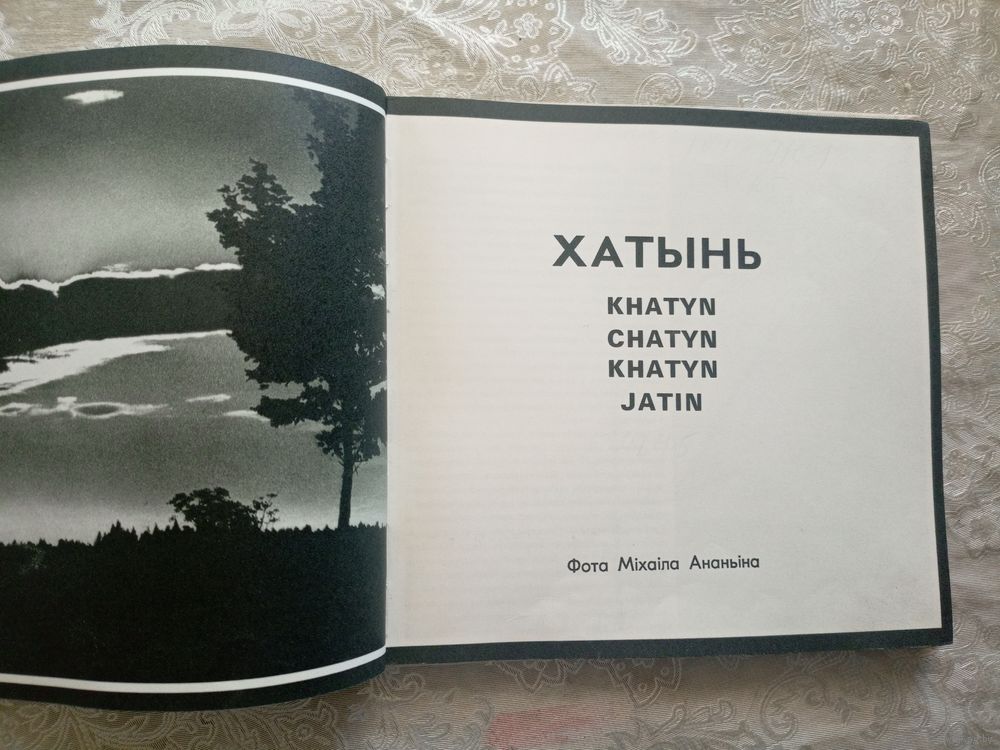 ХАТЫНЬ
KHATYN
CHATYN
KHATYN
JATIN
Фота Міхаіла Ананьіна